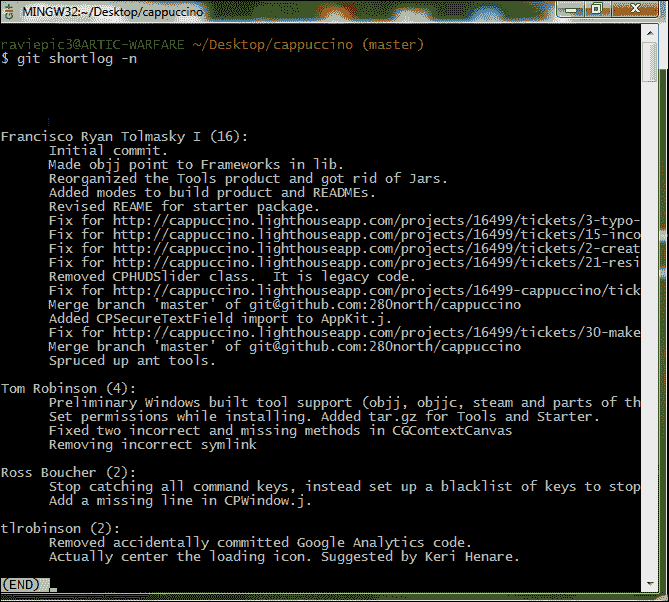 MINGW32:~/Desktop/cappuccino
raviepic3@ARTIC-WARFARE ~/Desktop/cappuccino (master)
$ git shortlog -n
Francisco Ryan Tolmasky I (16):
Initial commit.
Made objj point to Frameworks in lib.
Reorganized the Tools product and got rid of Jars.
Added modes to build product and READMEs.
Revised REAME for starter package.
Fix for http://cappuccino.lighthouseapp.com/projects/16499/tickets/3-typo-
Fix for http://cappuccino.lighthouseapp.com/projects/16499/tickets/15-inco
Fix for http://cappuccino.lighthouseapp.com/projects/16499/tickets/2-creat
Fix for http://cappuccino.lighthouseapp.com/projects/16499/tickets/21-resi
Removed CPHUDSlider class.  It is legacy code.
Fix for http://cappuccino.lighthouseapp.com/projects/16499-cappuccino/tick
Merge branch 'master' of git@github.com:280north/cappuccino
Added CPSecureTextField import to AppKit.j.
Fix for http://cappuccino.lighthouseapp.com/projects/16499/tickets/30-make
Merge branch 'master' of git@github.com:280north/cappuccino
Spruced up ant tools.
Tom Robinson (4):
Preliminary Windows built tool support (objj, objjc, steam and parts of th
Set permissions while installing. Added tar.gz for Tools and Starter.
Fixed two incorrect and missing methods in CGContextCanvas
Removing incorrect symlink
Ross Boucher (2):
Stop catching all command keys, instead set up a blacklist of keys to stop
Add a missing line in CPWindow.j.
tlrobinson (2):
Removed accidentally committed Google Analytics code.
Actually center the loading icon. Suggested by Keri Henare.
(END)